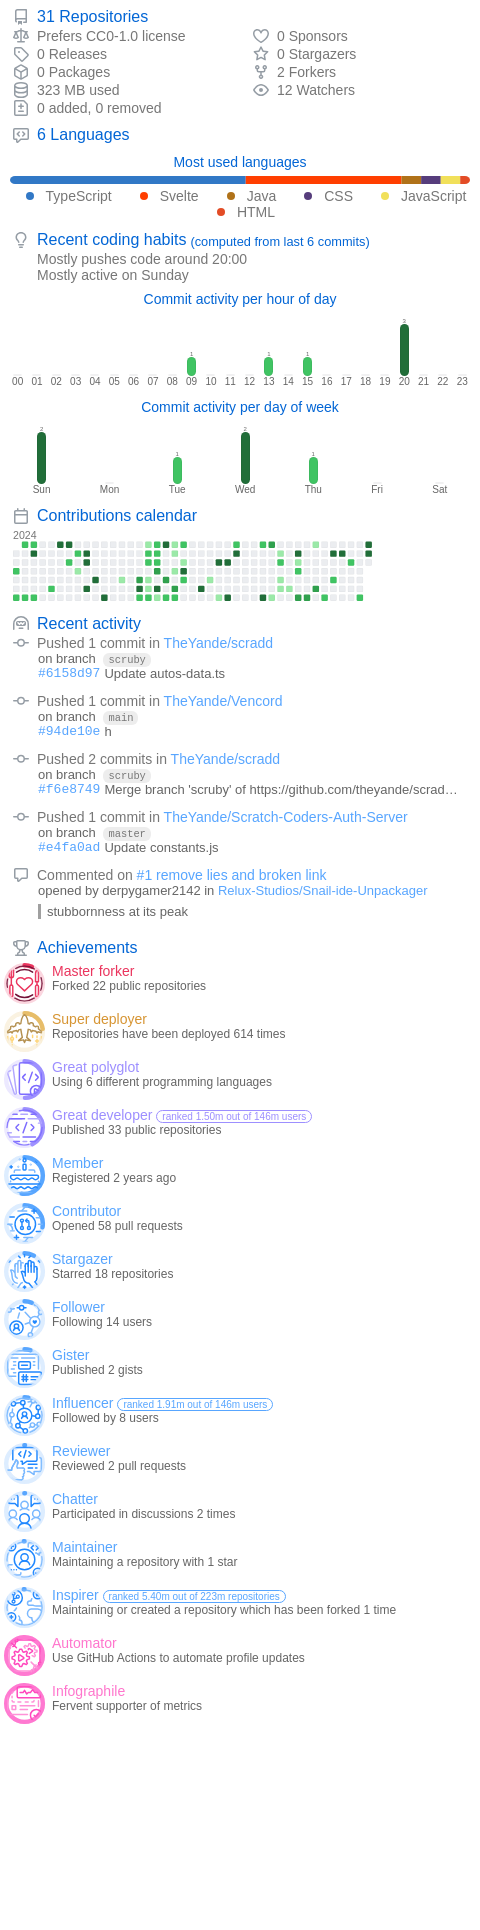 31 Repositories
Prefers CC0-1.0 license
0 Sponsors
0 Releases
0 Stargazers
0 Packages
2 Forkers
323 MB used
12 Watchers
0 added, 0 removed
6 Languages
Most used languages
TypeScript Svelte Java CSS JavaScript
HTML
Recent coding habits (computed from last 6 commits)
Mostly pushes code around 20:00
Mostly active on Sunday
Commit activity per hour of day
1 1 1 3
00 01 02 03 04 05 06 07 08 09 10 11 12 13 14 15 16 17 18 19 20 21 22 23
Commit activity per day of week
2 1 2 1
Sun Mon Tue Wed Thu Fri Sat
Contributions calendar
2024
Recent activity
Pushed 1 commit in TheYande/scradd
on branch scruby
#6158d97 Update autos-data.ts
Pushed 1 commit in TheYande/Vencord
on branch main
#94de10e h
Pushed 2 commits in TheYande/scradd
on branch scruby
#f6e8749 Merge branch 'scruby' of https://github.com/theyande/scrad…
Pushed 1 commit in TheYande/Scratch-Coders-Auth-Server
on branch master
#e4fa0ad Update constants.js
Commented on #1 remove lies and broken link
opened by derpygamer2142 in Relux-Studios/Snail-ide-Unpackager
stubbornness at its peak
Achievements
Master forker
Forked 22 public repositories
Super deployer
Repositories have been deployed 614 times
Great polyglot
Using 6 different programming languages
Great developer ranked 1.50m out of 146m users
Published 33 public repositories
Member
Registered 2 years ago
Contributor
Opened 58 pull requests
Stargazer
Starred 18 repositories
Follower
Following 14 users
Gister
Published 2 gists
Influencer ranked 1.91m out of 146m users
Followed by 8 users
Reviewer
Reviewed 2 pull requests
Chatter
Participated in discussions 2 times
Maintainer
Maintaining a repository with 1 star
Inspirer ranked 5.40m out of 223m repositories
Maintaining or created a repository which has been forked 1 time
Automator
Use GitHub Actions to automate profile updates
Infographile
Fervent supporter of metrics